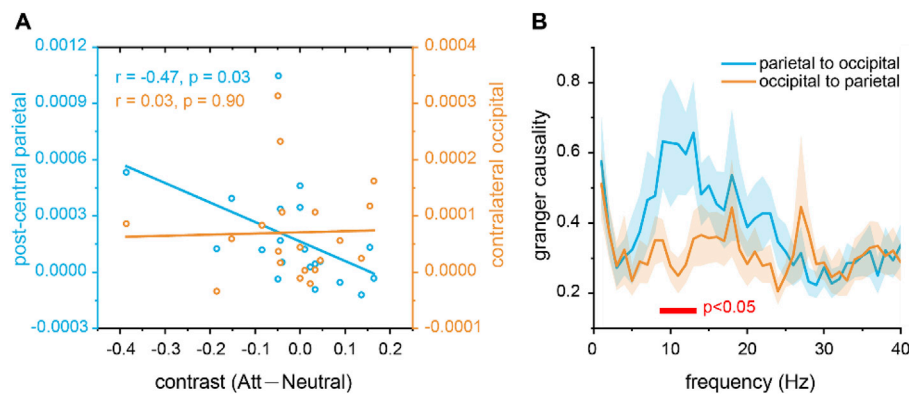 A
0.0012
0.0009
0.0006
0.0003
0.0000
-0.0003
post-central parietal
r = -0.47, p = 0.03
r = 0.03, p = 0.90
0.0004
0.0003
0.0002
0.0001
0.0000
-0.0001
contralateral occipital
-0.4 -0.3 -0.2 -0.1 0.0 0.1 0.2
contrast (Att−Neutral)
B
parietal to occipital
occipital to parietal
0.8
0.6
0.4
0.2
granger causality
p<0.05
0 10 20 30 40
frequency (Hz)